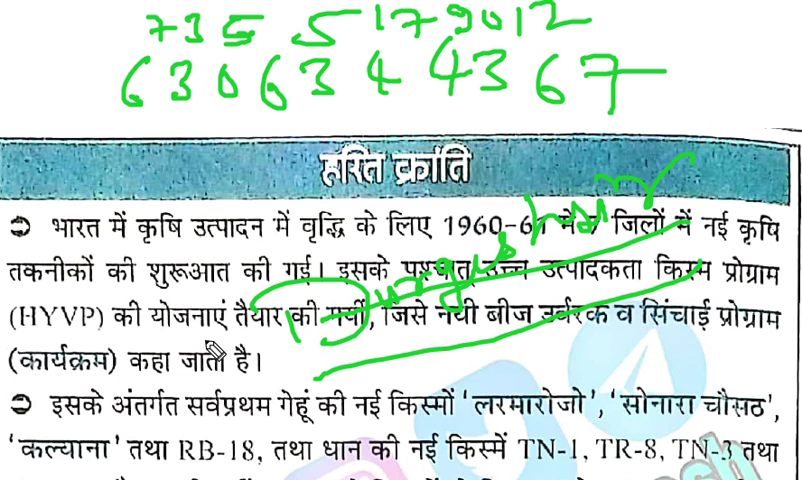 735 5179012
6306344367
हरित क्रांति
➲ भारत में कृषि उत्पादन में वृद्धि के लिए 1960-61 में 7 जिलों में नई कृषि
तकनीकों की शुरूआत की गई। इसके पश्चात् उच्च उत्पादकता किस्म प्रोग्राम
(HYVP) की योजनाएं तैयार की गयीं, जिसे नयी बीज उर्वरक व सिंचाई प्रोग्राम
(कार्यक्रम) कहा जाता है।
➲ इसके अंतर्गत सर्वप्रथम गेहूं की नई किस्मों 'लरमारोजो', 'सोनारा चौसठ',
'कल्याना' तथा RB-18, तथा धान की नई किस्में TN-1, TR-8, TN-3 तथा